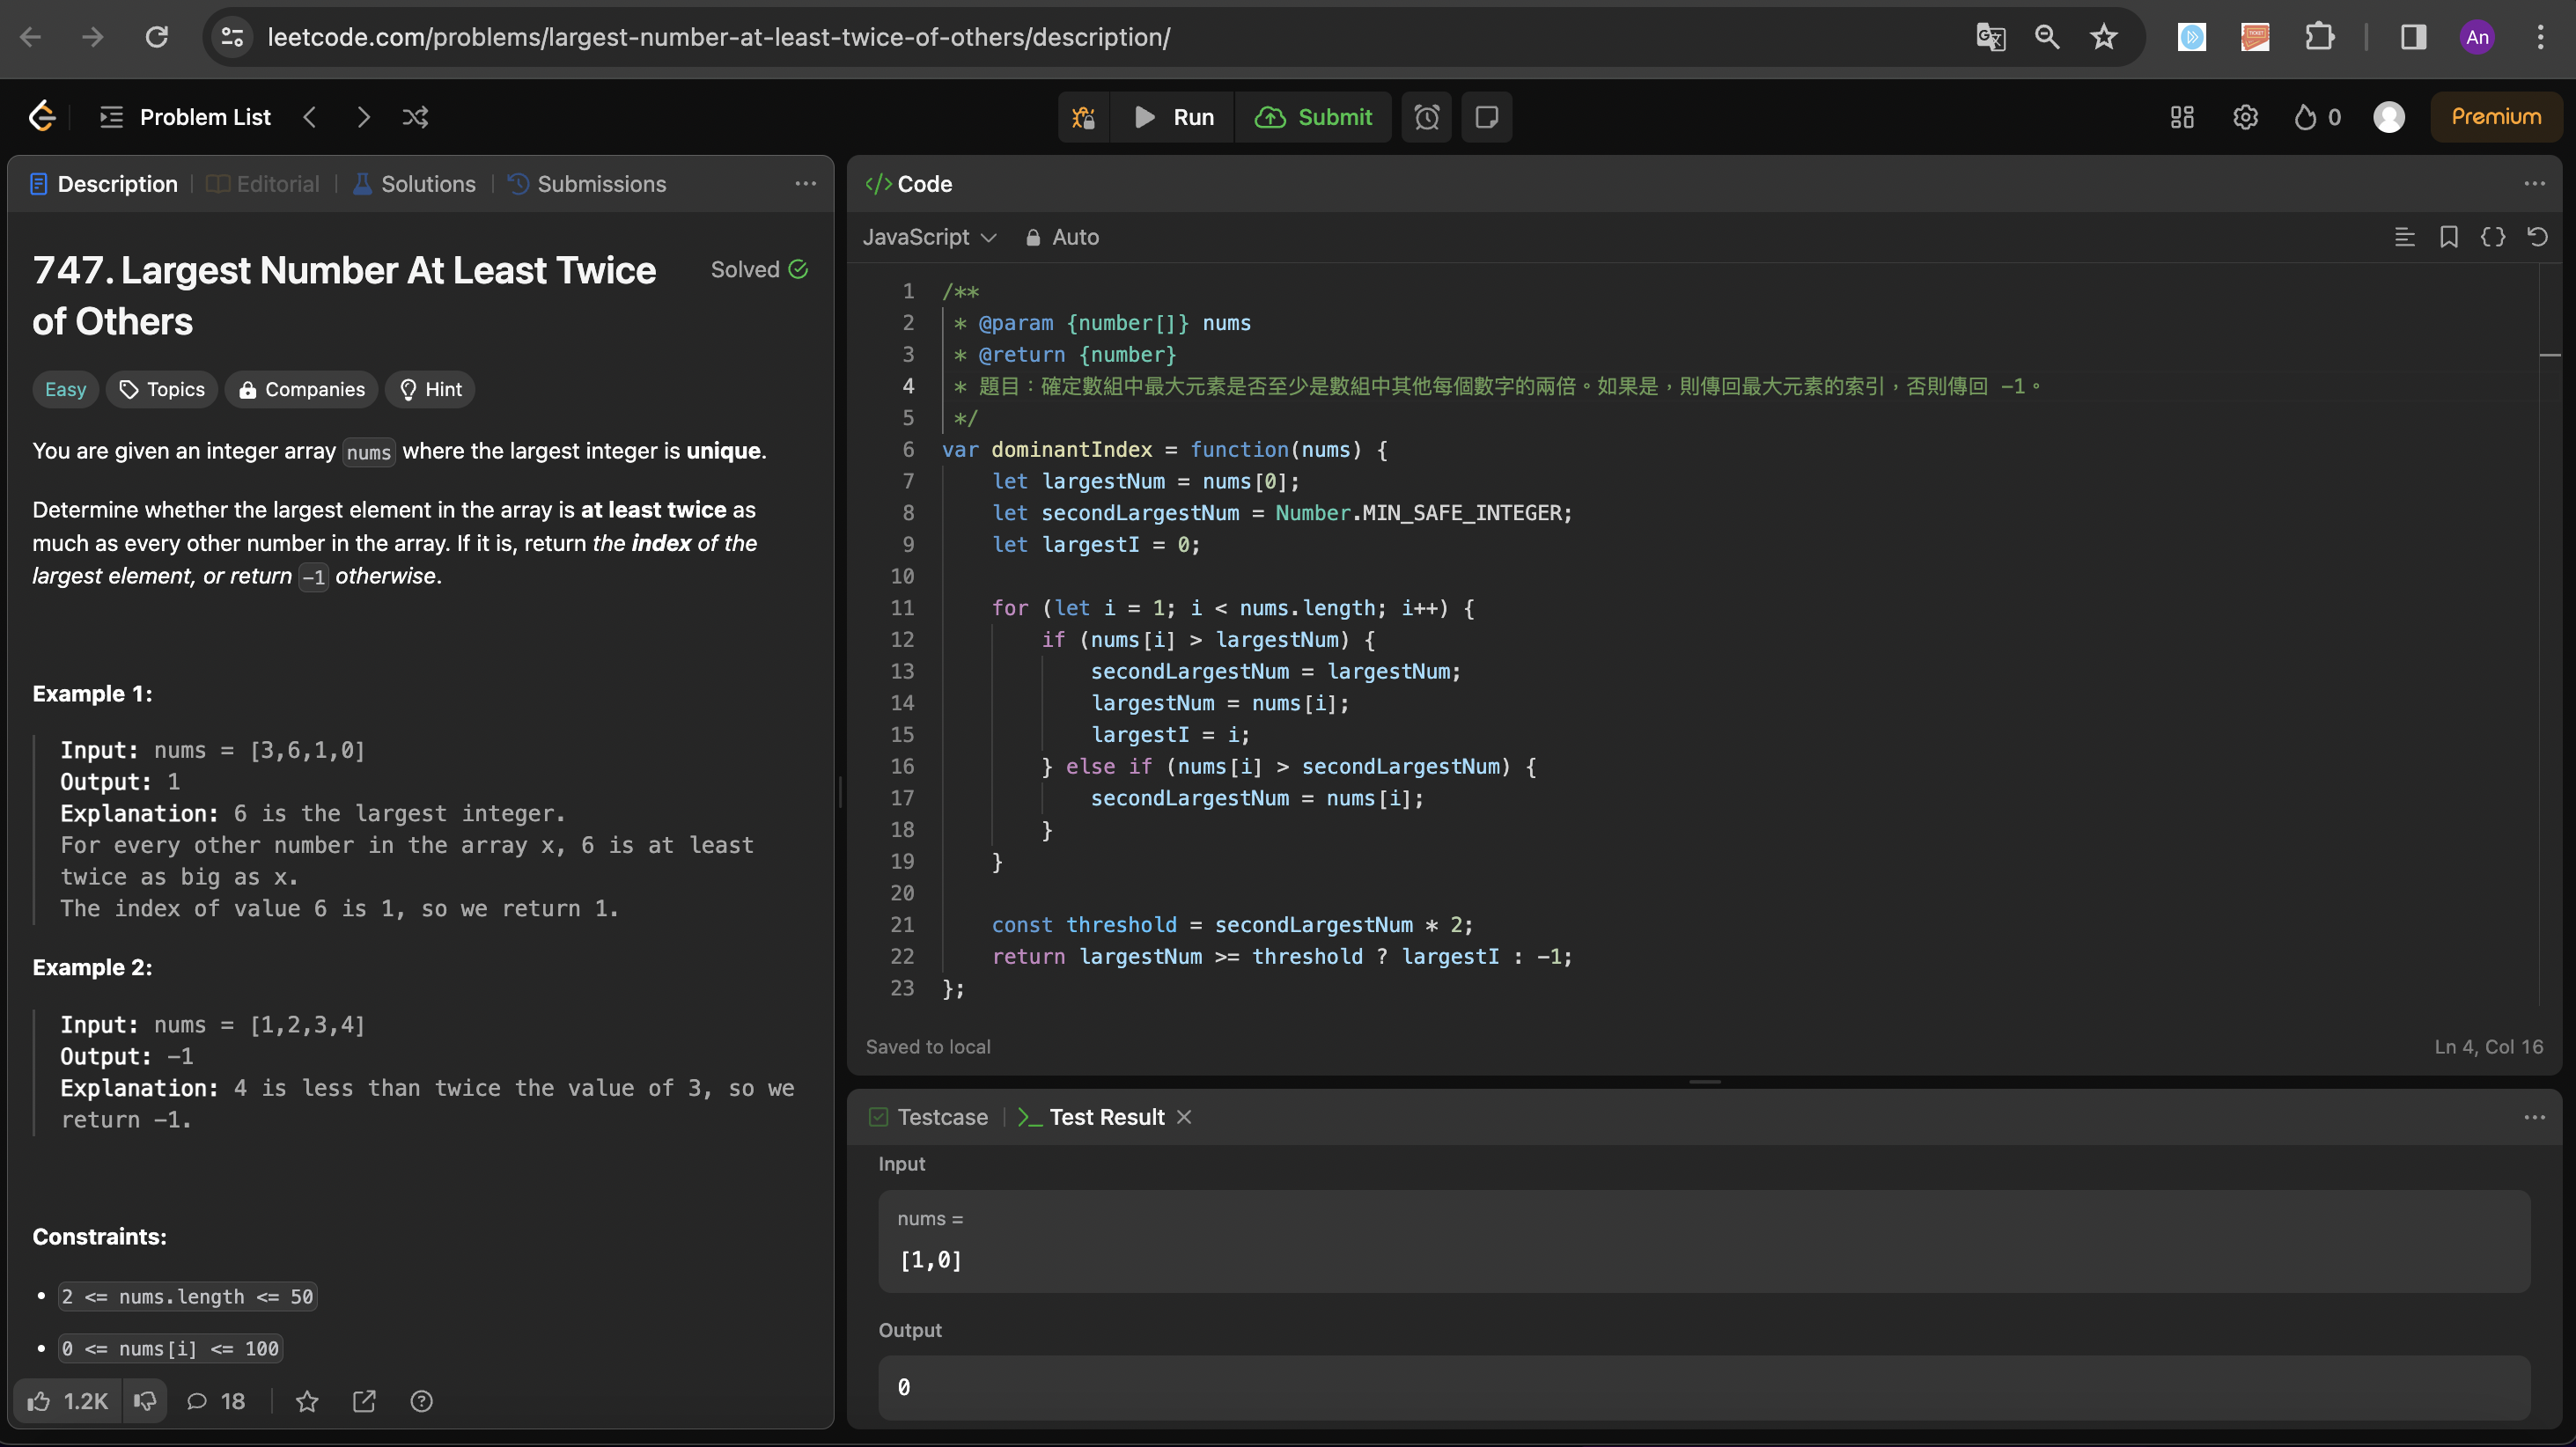 leetcode.com/problems/largest-number-at-least-twice-of-others/description/
An
Problem List
Run
Submit
0
Premium
Description
Editorial
Solutions
Submissions
747. Largest Number At Least Twice
of Others
Solved
Easy
Topics
Companies
Hint
You are given an integer array nums where the largest integer is unique.
Determine whether the largest element in the array is at least twice as
much as every other number in the array. If it is, return the index of the
largest element, or return -1 otherwise.
Example 1:
Input: nums = [3,6,1,0]
Output: 1
Explanation: 6 is the largest integer.
For every other number in the array x, 6 is at least
twice as big as x.
The index of value 6 is 1, so we return 1.
Example 2:
Input: nums = [1,2,3,4]
Output: -1
Explanation: 4 is less than twice the value of 3, so we
return -1.
Constraints:
• 2 <= nums.length <= 50
• 0 <= nums[i] <= 100
1.2K
18
</> Code
JavaScript
Auto
1 /**
2 * @param {number[]} nums
3 * @return {number}
4 * 題目：確定數組中最大元素是否至少是數組中其他每個數字的兩倍。如果是，則傳回最大元素的索引，否則傳回 -1。
5 */
6 var dominantIndex = function(nums) {
7 let largestNum = nums[0];
8 let secondLargestNum = Number.MIN_SAFE_INTEGER;
9 let largestI = 0;
10
11 for (let i = 1; i < nums.length; i++) {
12 if (nums[i] > largestNum) {
13 secondLargestNum = largestNum;
14 largestNum = nums[i];
15 largestI = i;
16 } else if (nums[i] > secondLargestNum) {
17 secondLargestNum = nums[i];
18 }
19 }
20
21 const threshold = secondLargestNum * 2;
22 return largestNum >= threshold ? largestI : -1;
23 };
Saved to local
Ln 4, Col 16
Testcase
Test Result
Input
nums =
[1,0]
Output
0